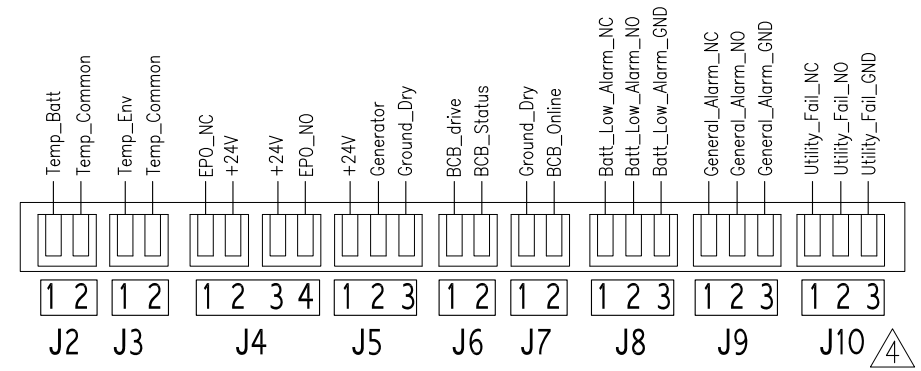 Temp_Batt
Temp_Common
Temp_Env
Temp_Common
EPO_NC
+24V
+24V
EPO_NO
+24V
Generator
Ground_Dry
BCB_drive
BCB_Status
Ground_Dry
BCB_Online
Batt_Low_Alarm_NC
Batt_Low_Alarm_NO
Batt_Low_Alarm_GND
General_Alarm_NC
General_Alarm_NO
General_Alarm_GND
Utility_Fail_NC
Utility_Fail_NO
Utility_Fail_GND
1 2 1 2 1 2 3 4 1 2 3 1 2 1 2 1 2 3 1 2 3 1 2 3
J2 J3 J4 J5 J6 J7 J8 J9 J10 4